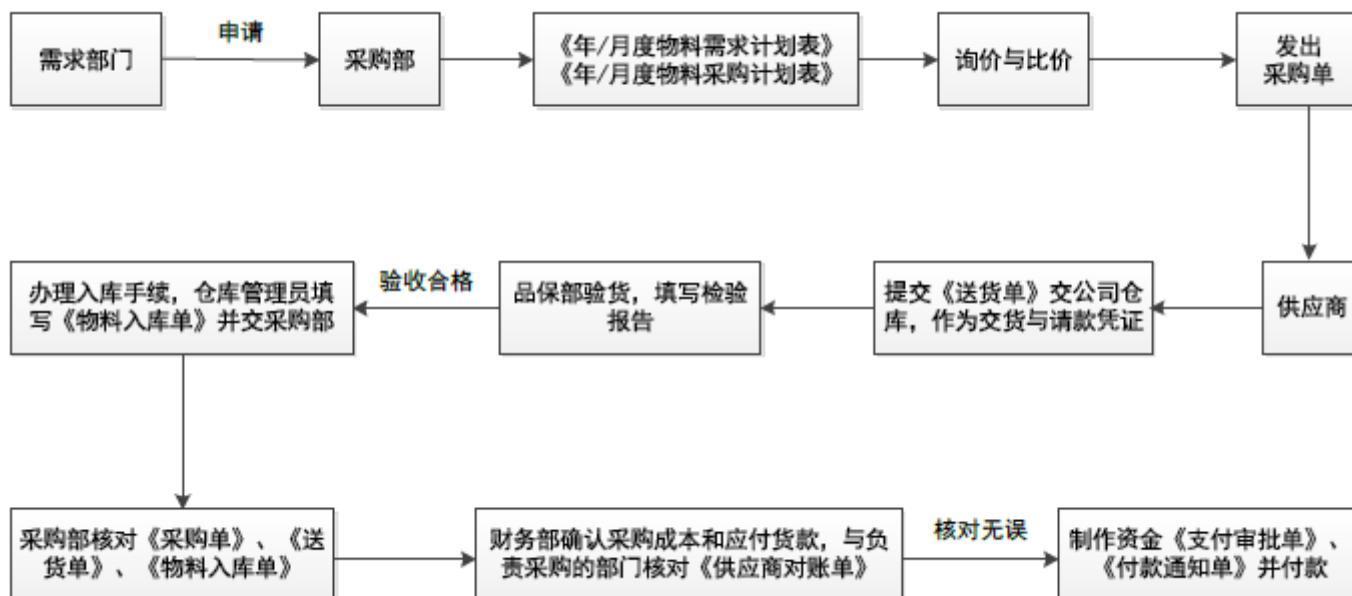 需求部门
申请
采购部
《年/月度物料需求计划表》
《年/月度物料采购计划表》
询价与比价
发出
采购单
供应商
提交《送货单》交公司仓
库，作为交货与请款凭证
品保部验货，填写检验
报告
验收合格
办理入库手续，仓库管理员填
写《物料入库单》并交采购部
采购部核对《采购单》、《送
货单》、《物料入库单》
财务部确认采购成本和应付货款，与负
责采购的部门核对《供应商对账单》
核对无误
制作资金《支付审批单》、
《付款通知单》并付款